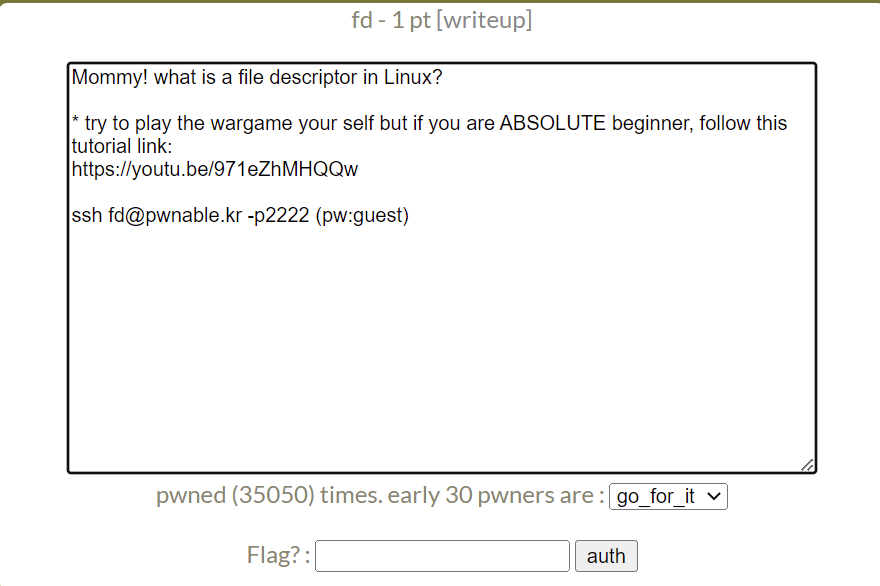 fd - 1 pt [writeup]
Mommy! what is a file descriptor in Linux?
* try to play the wargame your self but if you are ABSOLUTE beginner, follow this
tutorial link:
https://youtu.be/971eZhMHQQw
ssh fd@pwnable.kr -p2222 (pw:guest)
pwned (35050) times. early 30 pwners are : go_for_it
Flag? : auth